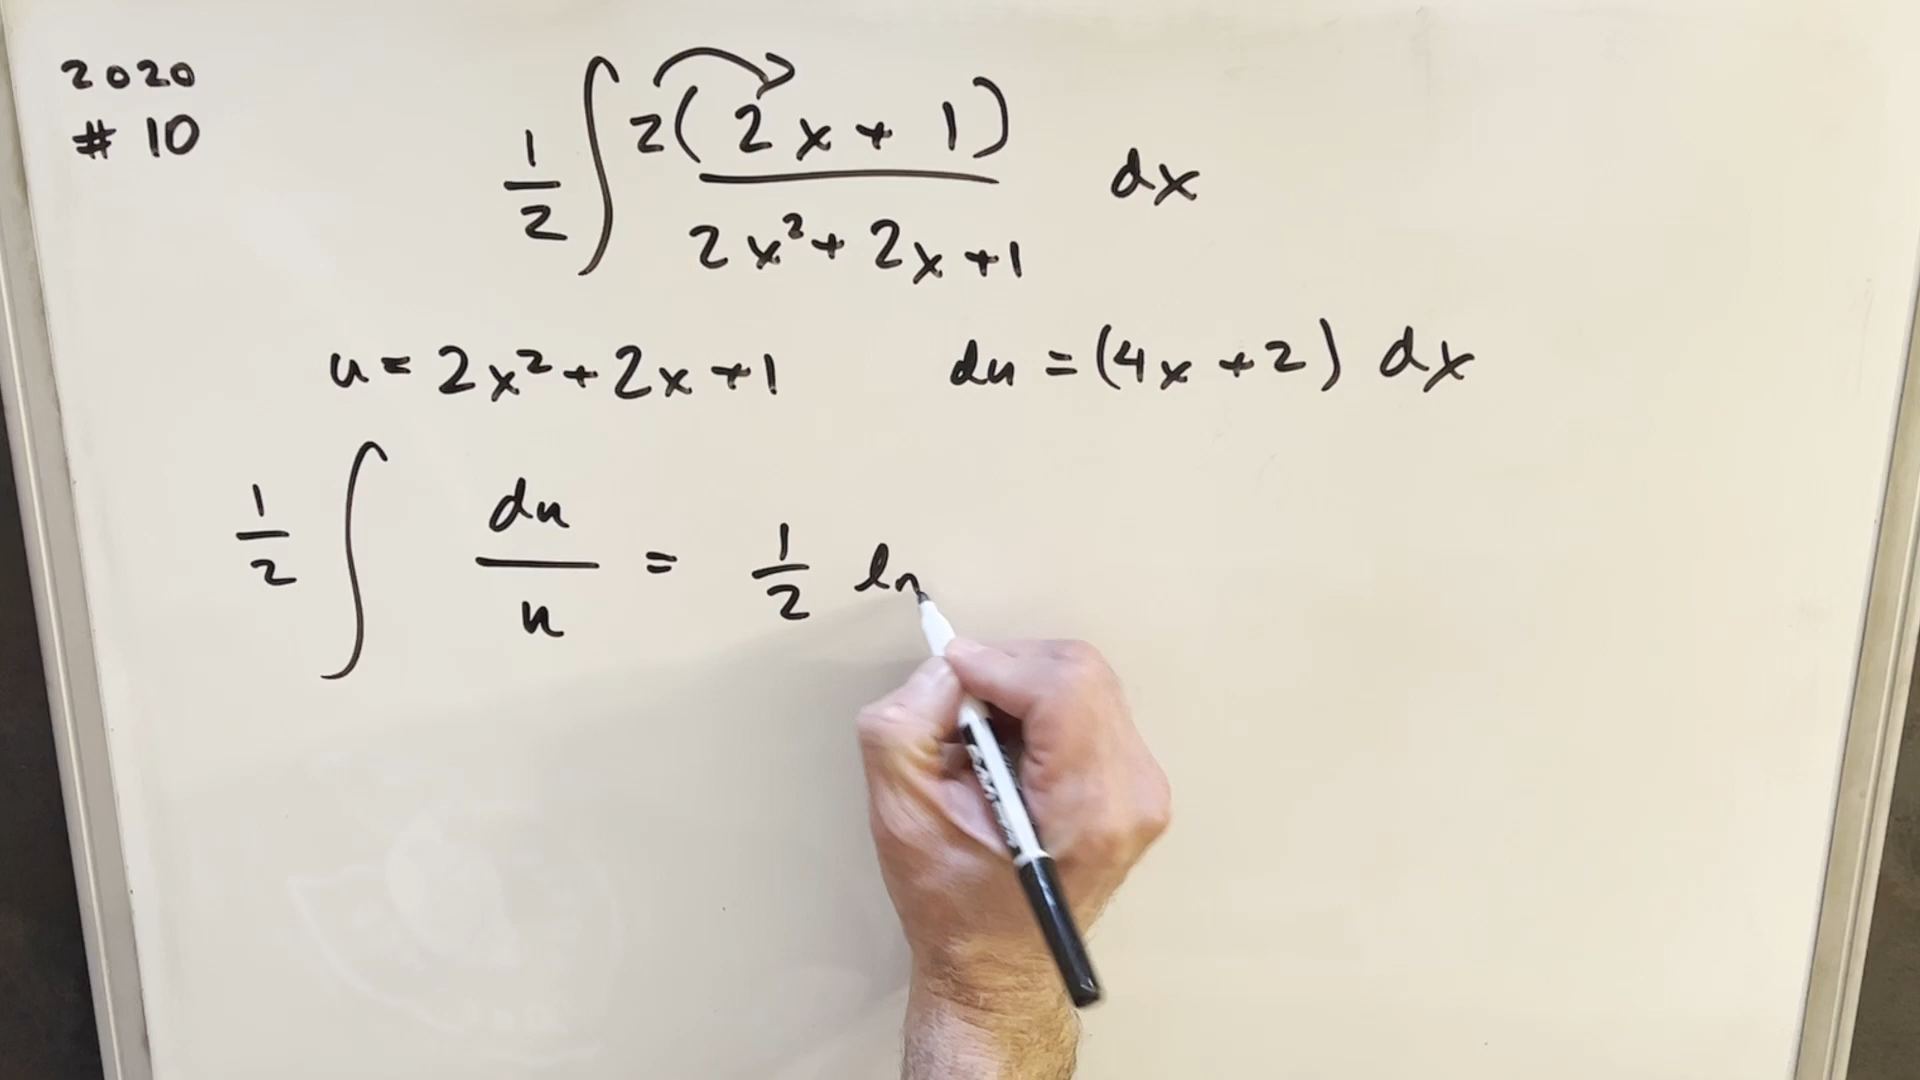 2020
# 10
1/2 ∫ 2(2x + 1) / (2x² + 2x + 1) dx
u = 2x² + 2x + 1 du = (4x + 2) dx
1/2 ∫ du/u = 1/2 ln